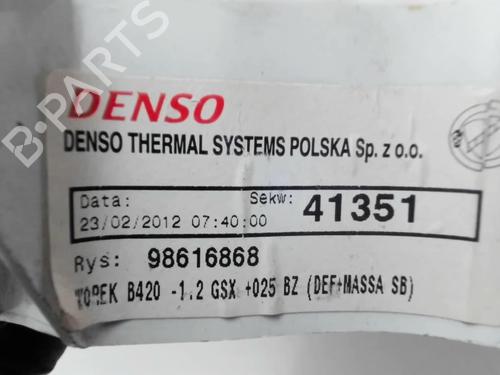 B-PARTS
DENSO
DENSO THERMAL SYSTEMS POLSKA Sp. z o.o.
Data: Sekw: 41351
23/02/2012 07:40:00
Rys: 98616868
WOREK B420 -1.2 GSX +025 BZ (DEF+MASSA SB)